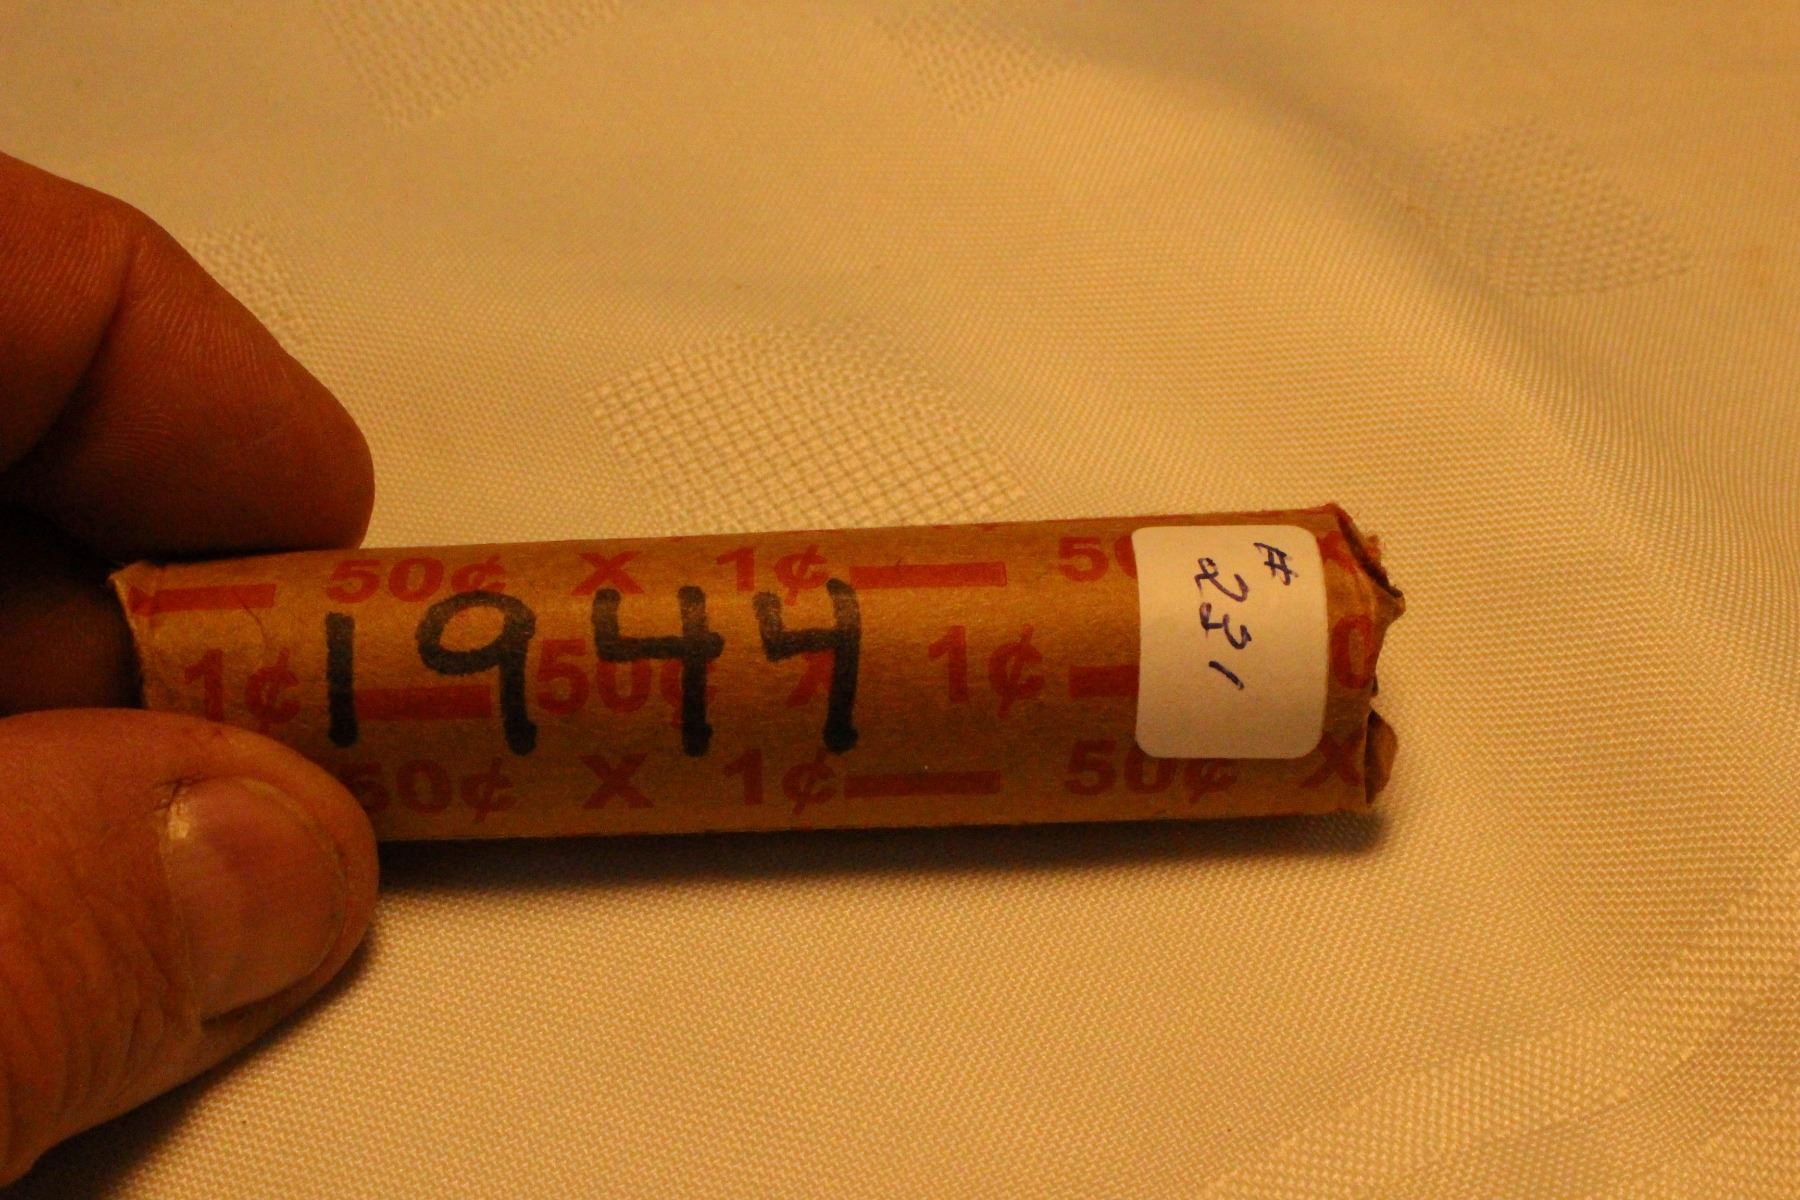 50¢ X 1¢ 50
1944
1¢ 50¢ X 1¢
50¢ X 1¢ 50¢ X
#
231